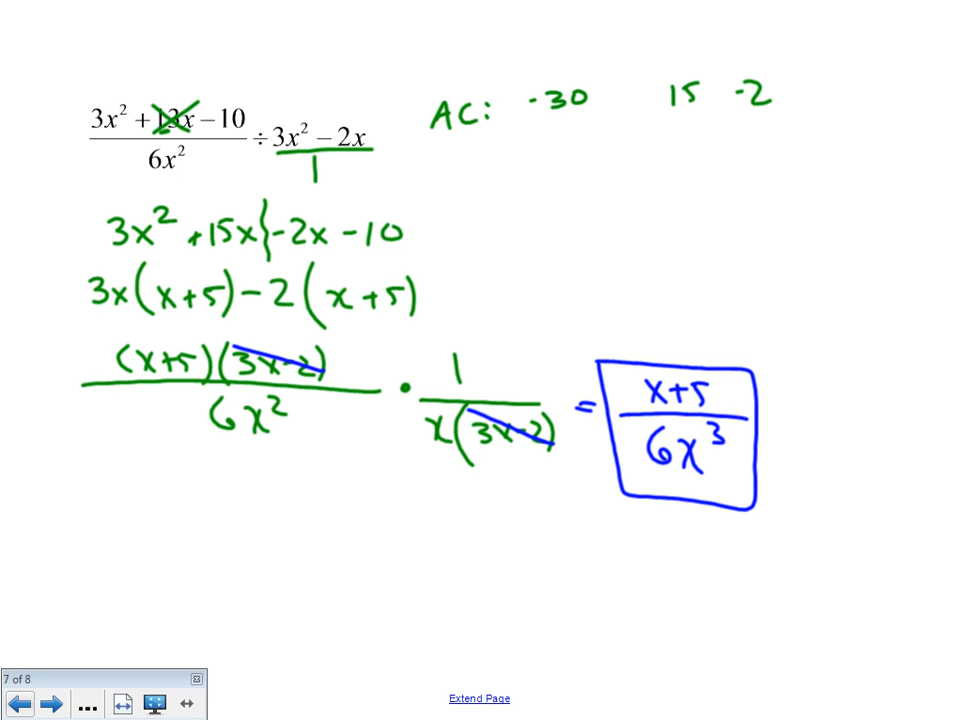 3x² + 13x – 10
6x²
÷ 3x² – 2x
1
AC: -30 15 -2
3x² +15x{-2x -10
3x(x+5)-2(x+5)
(x+5)(3x-2)
6x²
·
1
x(3x-2)
=
x+5
6x³
7 of 8
...
Extend Page